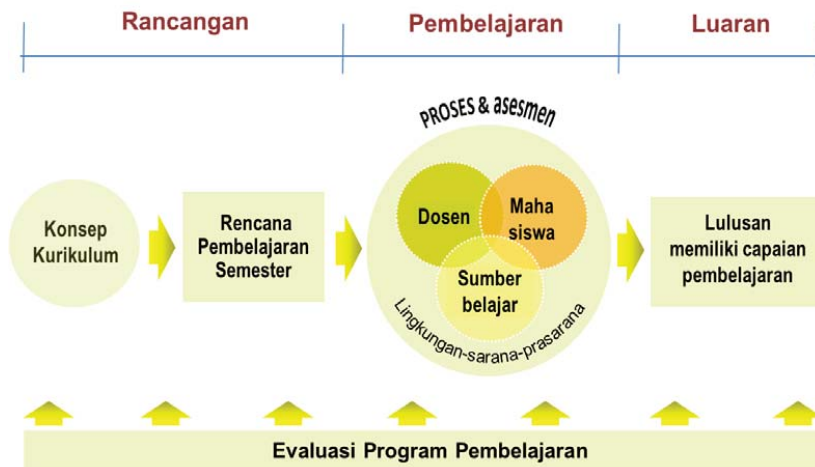 Rancangan
Pembelajaran
Luaran
PROSES & asesmen
Konsep
Kurikulum
Rencana
Pembelajaran
Semester
Dosen
Maha
siswa
Sumber
belajar
Lingkungan-sarana-prasarana
Lulusan
memiliki capaian
pembelajaran
Evaluasi Program Pembelajaran